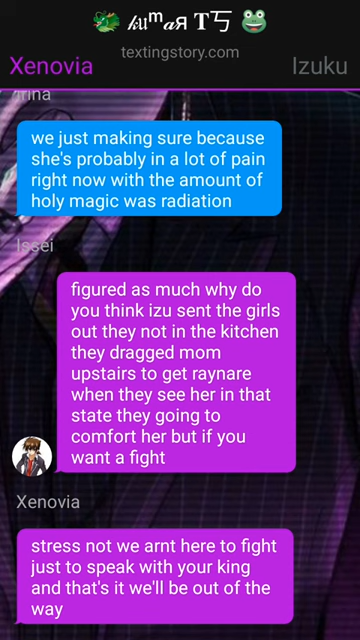 🐲 𝓀𝓊ᵐ𝒶я 𝐓丂 🐸
textingstory.com
Xenovia Izuku
Irina
we just making sure because
she's probably in a lot of pain
right now with the amount of
holy magic was radiation
Issei
figured as much why do
you think izu sent the girls
out they not in the kitchen
they dragged mom
upstairs to get raynare
when they see her in that
state they going to
comfort her but if you
want a fight
Xenovia
stress not we arnt here to fight
just to speak with your king
and that's it we'll be out of the
way